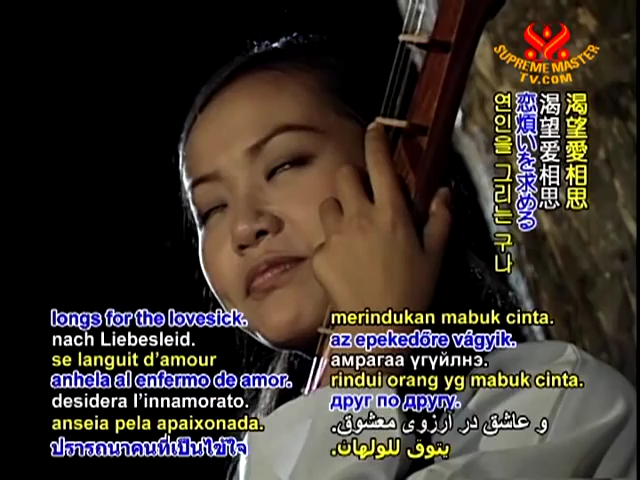 SUPREME MASTER
TV.COM
渴望愛相思
渴望爱相思
恋煩いを求める
연인을 그리는구나
longs for the lovesick.
nach Liebesleid.
se languit d'amour
anhela al enfermo de amor.
desidera l'innamorato.
anseia pela apaixonada.
ปรารถนาคนที่เป็นไข้ใจ
merindukan mabuk cinta.
az epekedőre vágyik.
амрагаа үгүйлнэ.
rindui orang yg mabuk cinta.
друг по другу.
و عاشق در آرزوی معشوق.
يتوق للولهان.